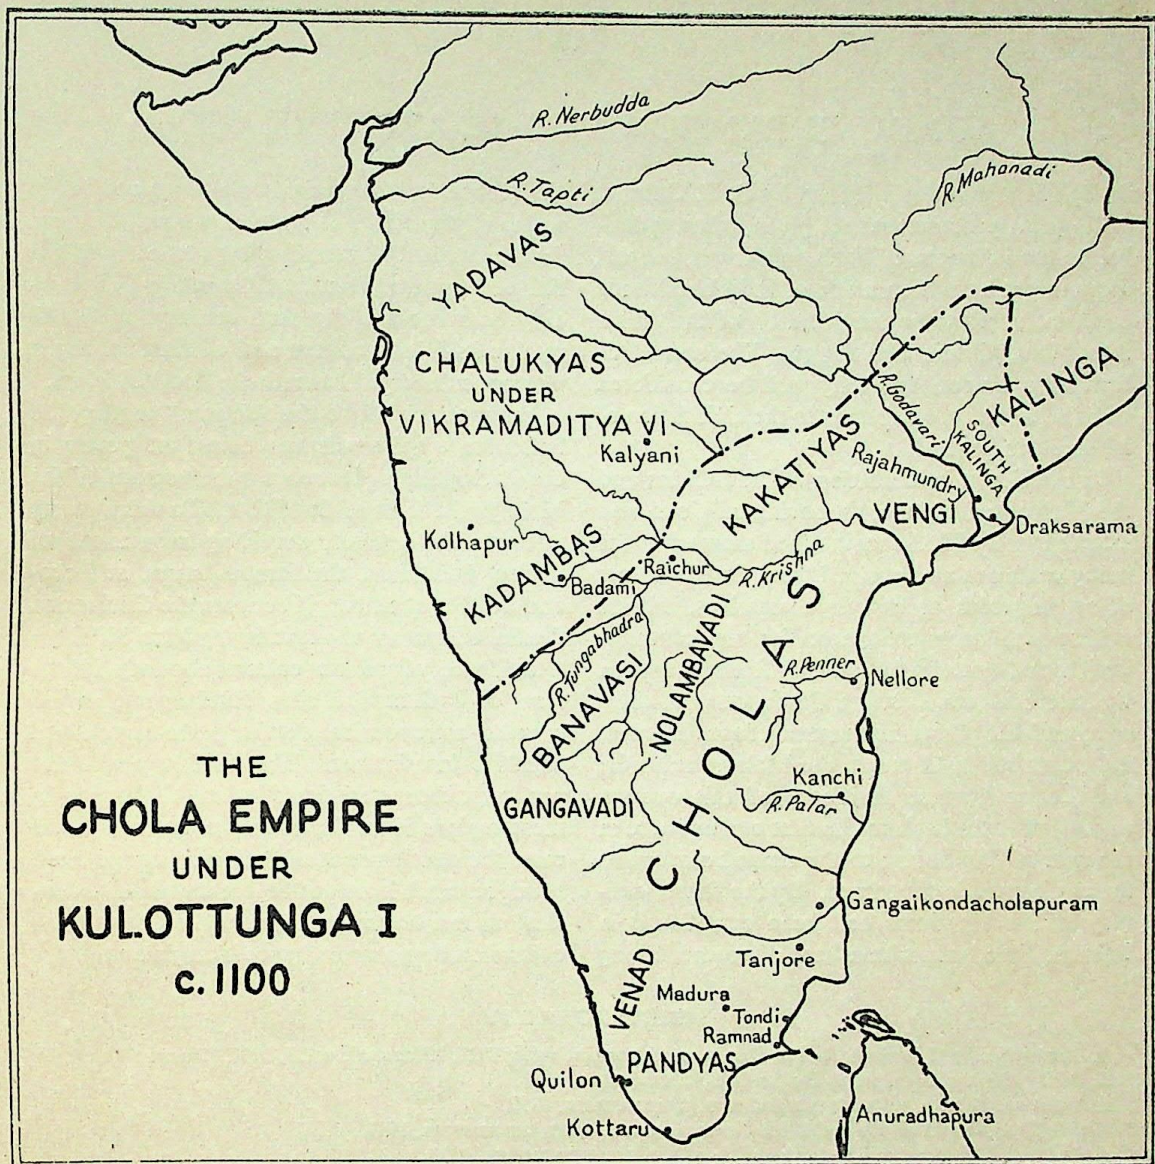 R. Nerbudda
R. Tapti
R. Mahanadi
YADAVAS
CHALUKYAS
UNDER
VIKRAMADITYA VI
Kalyani
R. Godavari
KALINGA
SOUTH
KALINGA
KAKATIYAS
Rajahmundry
VENGI
Draksarama
Kolhapur
KADAMBAS
Badami
Raichur
R. Krishna
R. Tungabhadra
BANAVASI
NOLAMBAVADI
CHOLAS
R. Penner
Nellore
GANGAVADI
Kanchi
R. Palar
THE
CHOLA EMPIRE
UNDER
KULOTTUNGA I
c. 1100
Gangaikondacholapuram
Tanjore
VENAD
Madura
Tondi
Ramnad
PANDYAS
Quilon
Kottaru
Anuradhapura